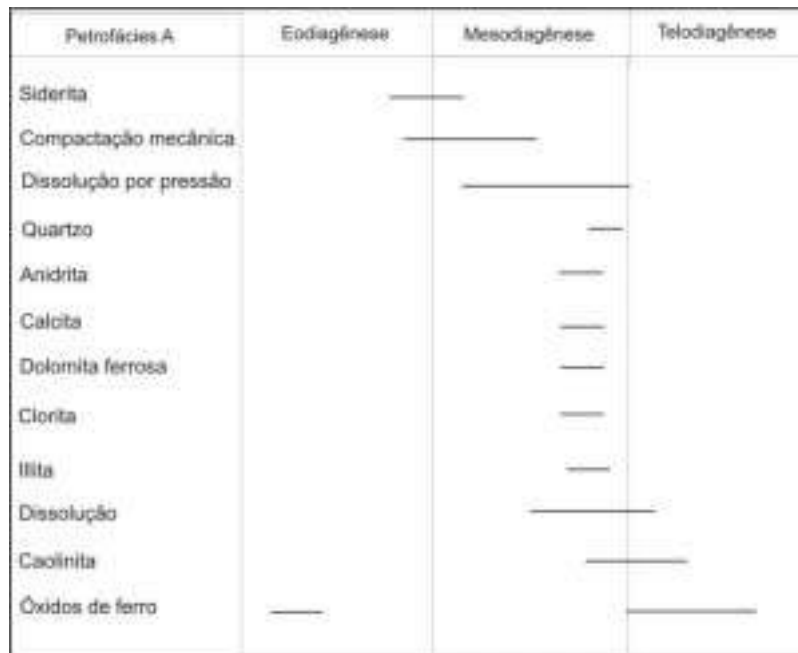 Petrofácies A Eodiagênese Mesodiagênese Telodiagênese
Siderita
Compactação mecânica
Dissolução por pressão
Quartzo
Anidrita
Calcita
Dolomita ferrosa
Clorita
Illita
Dissolução
Caolinita
Óxidos de ferro